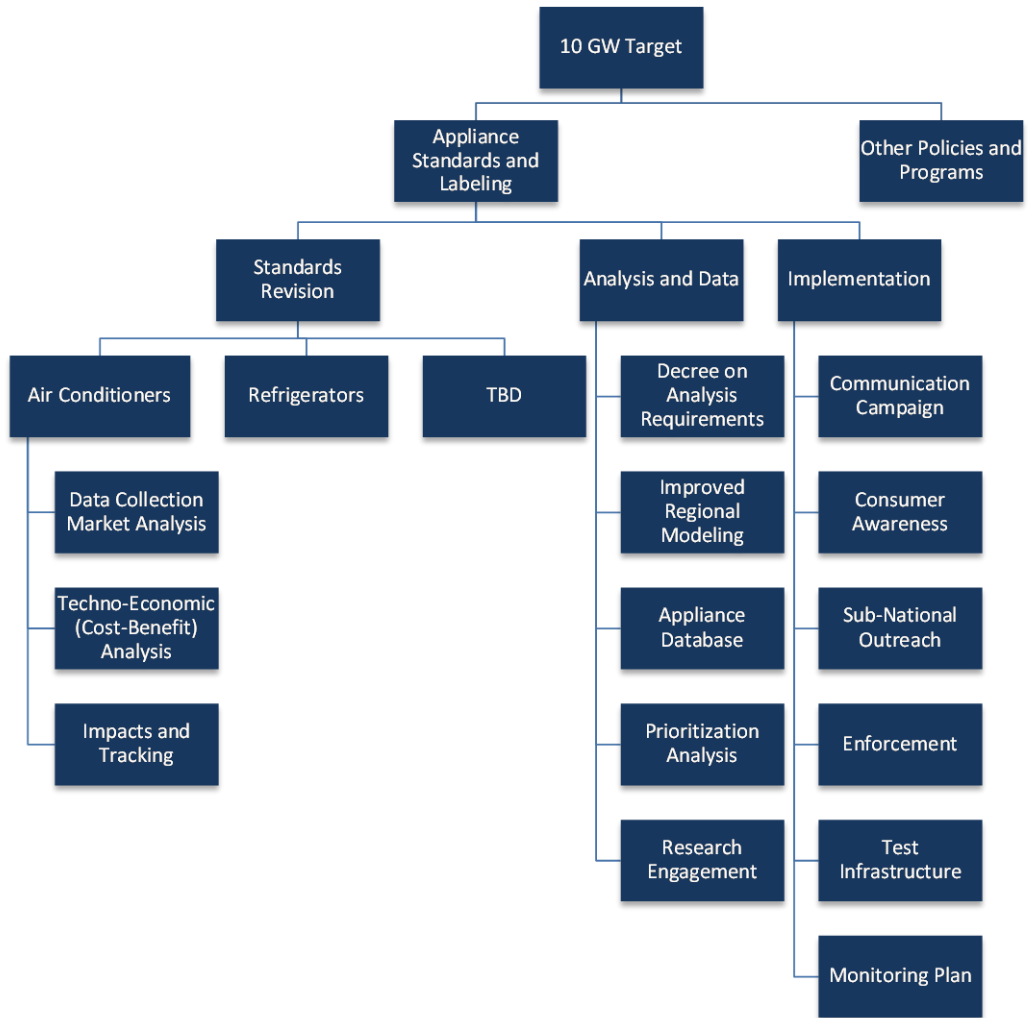 10 GW Target
Appliance
Standards and
Labeling
Other Policies and
Programs
Standards
Revision
Analysis and Data
Implementation
Air Conditioners
Refrigerators
TBD
Decree on
Analysis
Requirements
Communication
Campaign
Data Collection
Market Analysis
Improved
Regional
Modeling
Consumer
Awareness
Techno-Economic
(Cost-Benefit)
Analysis
Appliance
Database
Sub-National
Outreach
Impacts and
Tracking
Prioritization
Analysis
Enforcement
Research
Engagement
Test
Infrastructure
Monitoring Plan